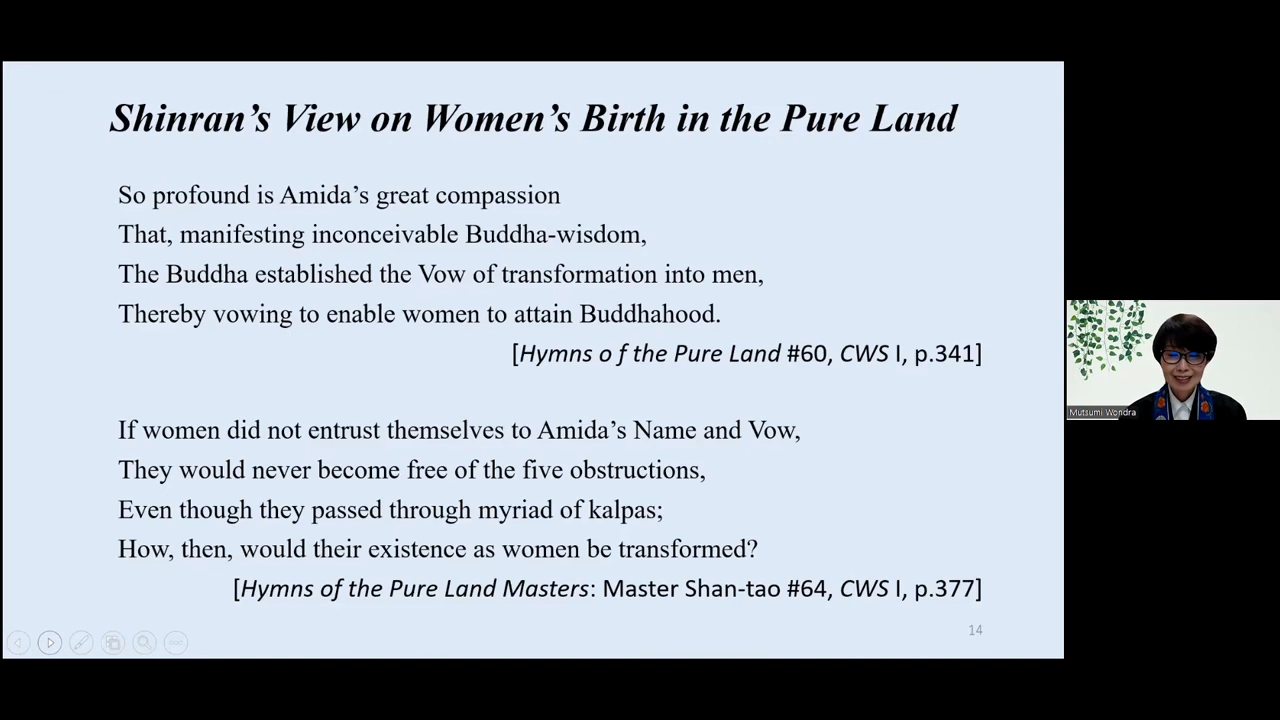 Shinran's View on Women's Birth in the Pure Land
So profound is Amida's great compassion
That, manifesting inconceivable Buddha-wisdom,
The Buddha established the Vow of transformation into men,
Thereby vowing to enable women to attain Buddhahood.
[Hymns o f the Pure Land #60, CWS I, p.341]
If women did not entrust themselves to Amida's Name and Vow,
They would never become free of the five obstructions,
Even though they passed through myriad of kalpas;
How, then, would their existence as women be transformed?
[Hymns of the Pure Land Masters: Master Shan-tao #64, CWS I, p.377]
14
Mutsumi Wondra